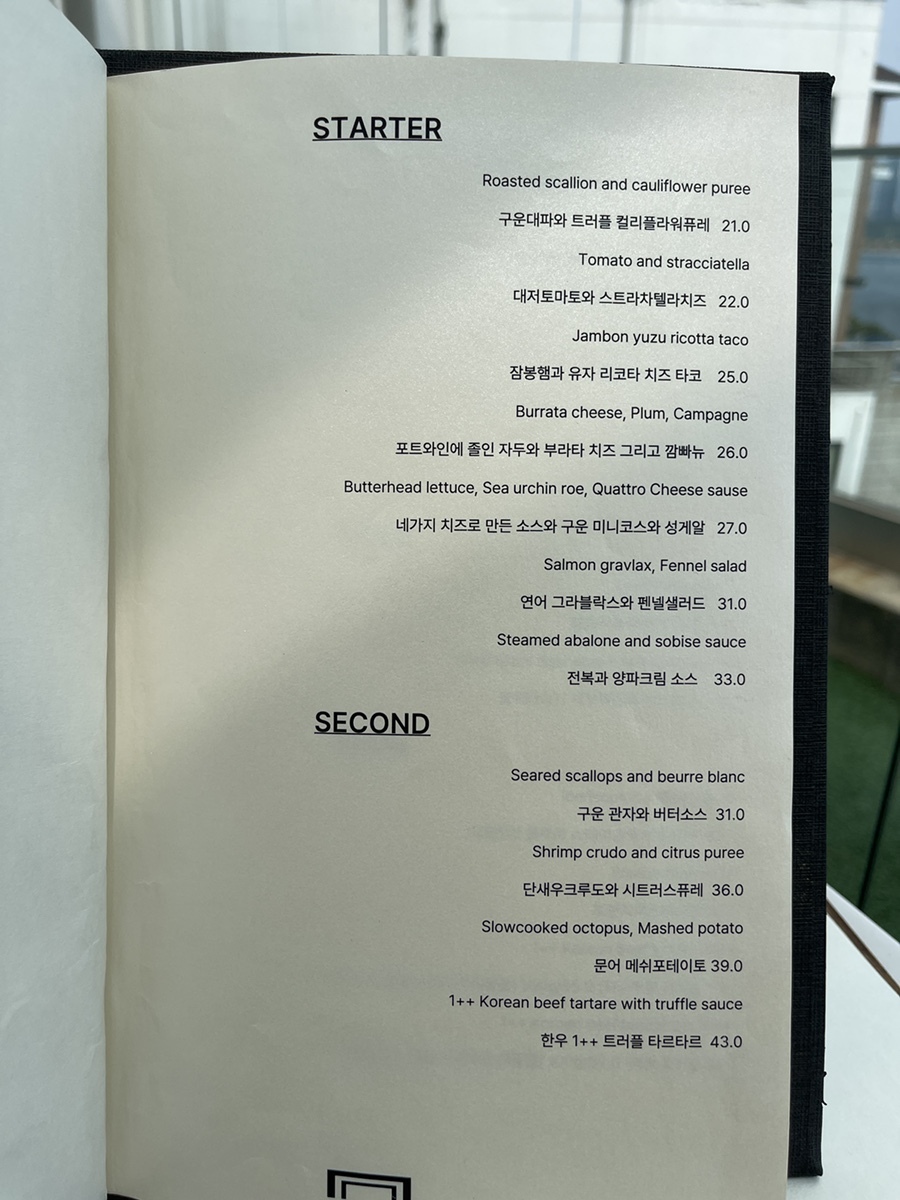 STARTER
Roasted scallion and cauliflower puree
구운대파와 트러플 컬리플라워퓨레 21.0
Tomato and stracciatella
대저토마토와 스트라차텔라치즈 22.0
Jambon yuzu ricotta taco
잠봉햄과 유자 리코타 치즈 타코 25.0
Burrata cheese, Plum, Campagne
포트와인에 졸인 자두와 부라타 치즈 그리고 깜빠뉴 26.0
Butterhead lettuce, Sea urchin roe, Quattro Cheese sause
네가지 치즈로 만든 소스와 구운 미니코스와 성게알 27.0
Salmon gravlax, Fennel salad
연어 그라블락스와 펜넬샐러드 31.0
Steamed abalone and sobise sauce
전복과 양파크림 소스 33.0
SECOND
Seared scallops and beurre blanc
구운 관자와 버터소스 31.0
Shrimp crudo and citrus puree
단새우크루도와 시트러스퓨레 36.0
Slowcooked octopus, Mashed potato
문어 메쉬포테이토 39.0
1++ Korean beef tartare with truffle sauce
한우 1++ 트러플 타르타르 43.0